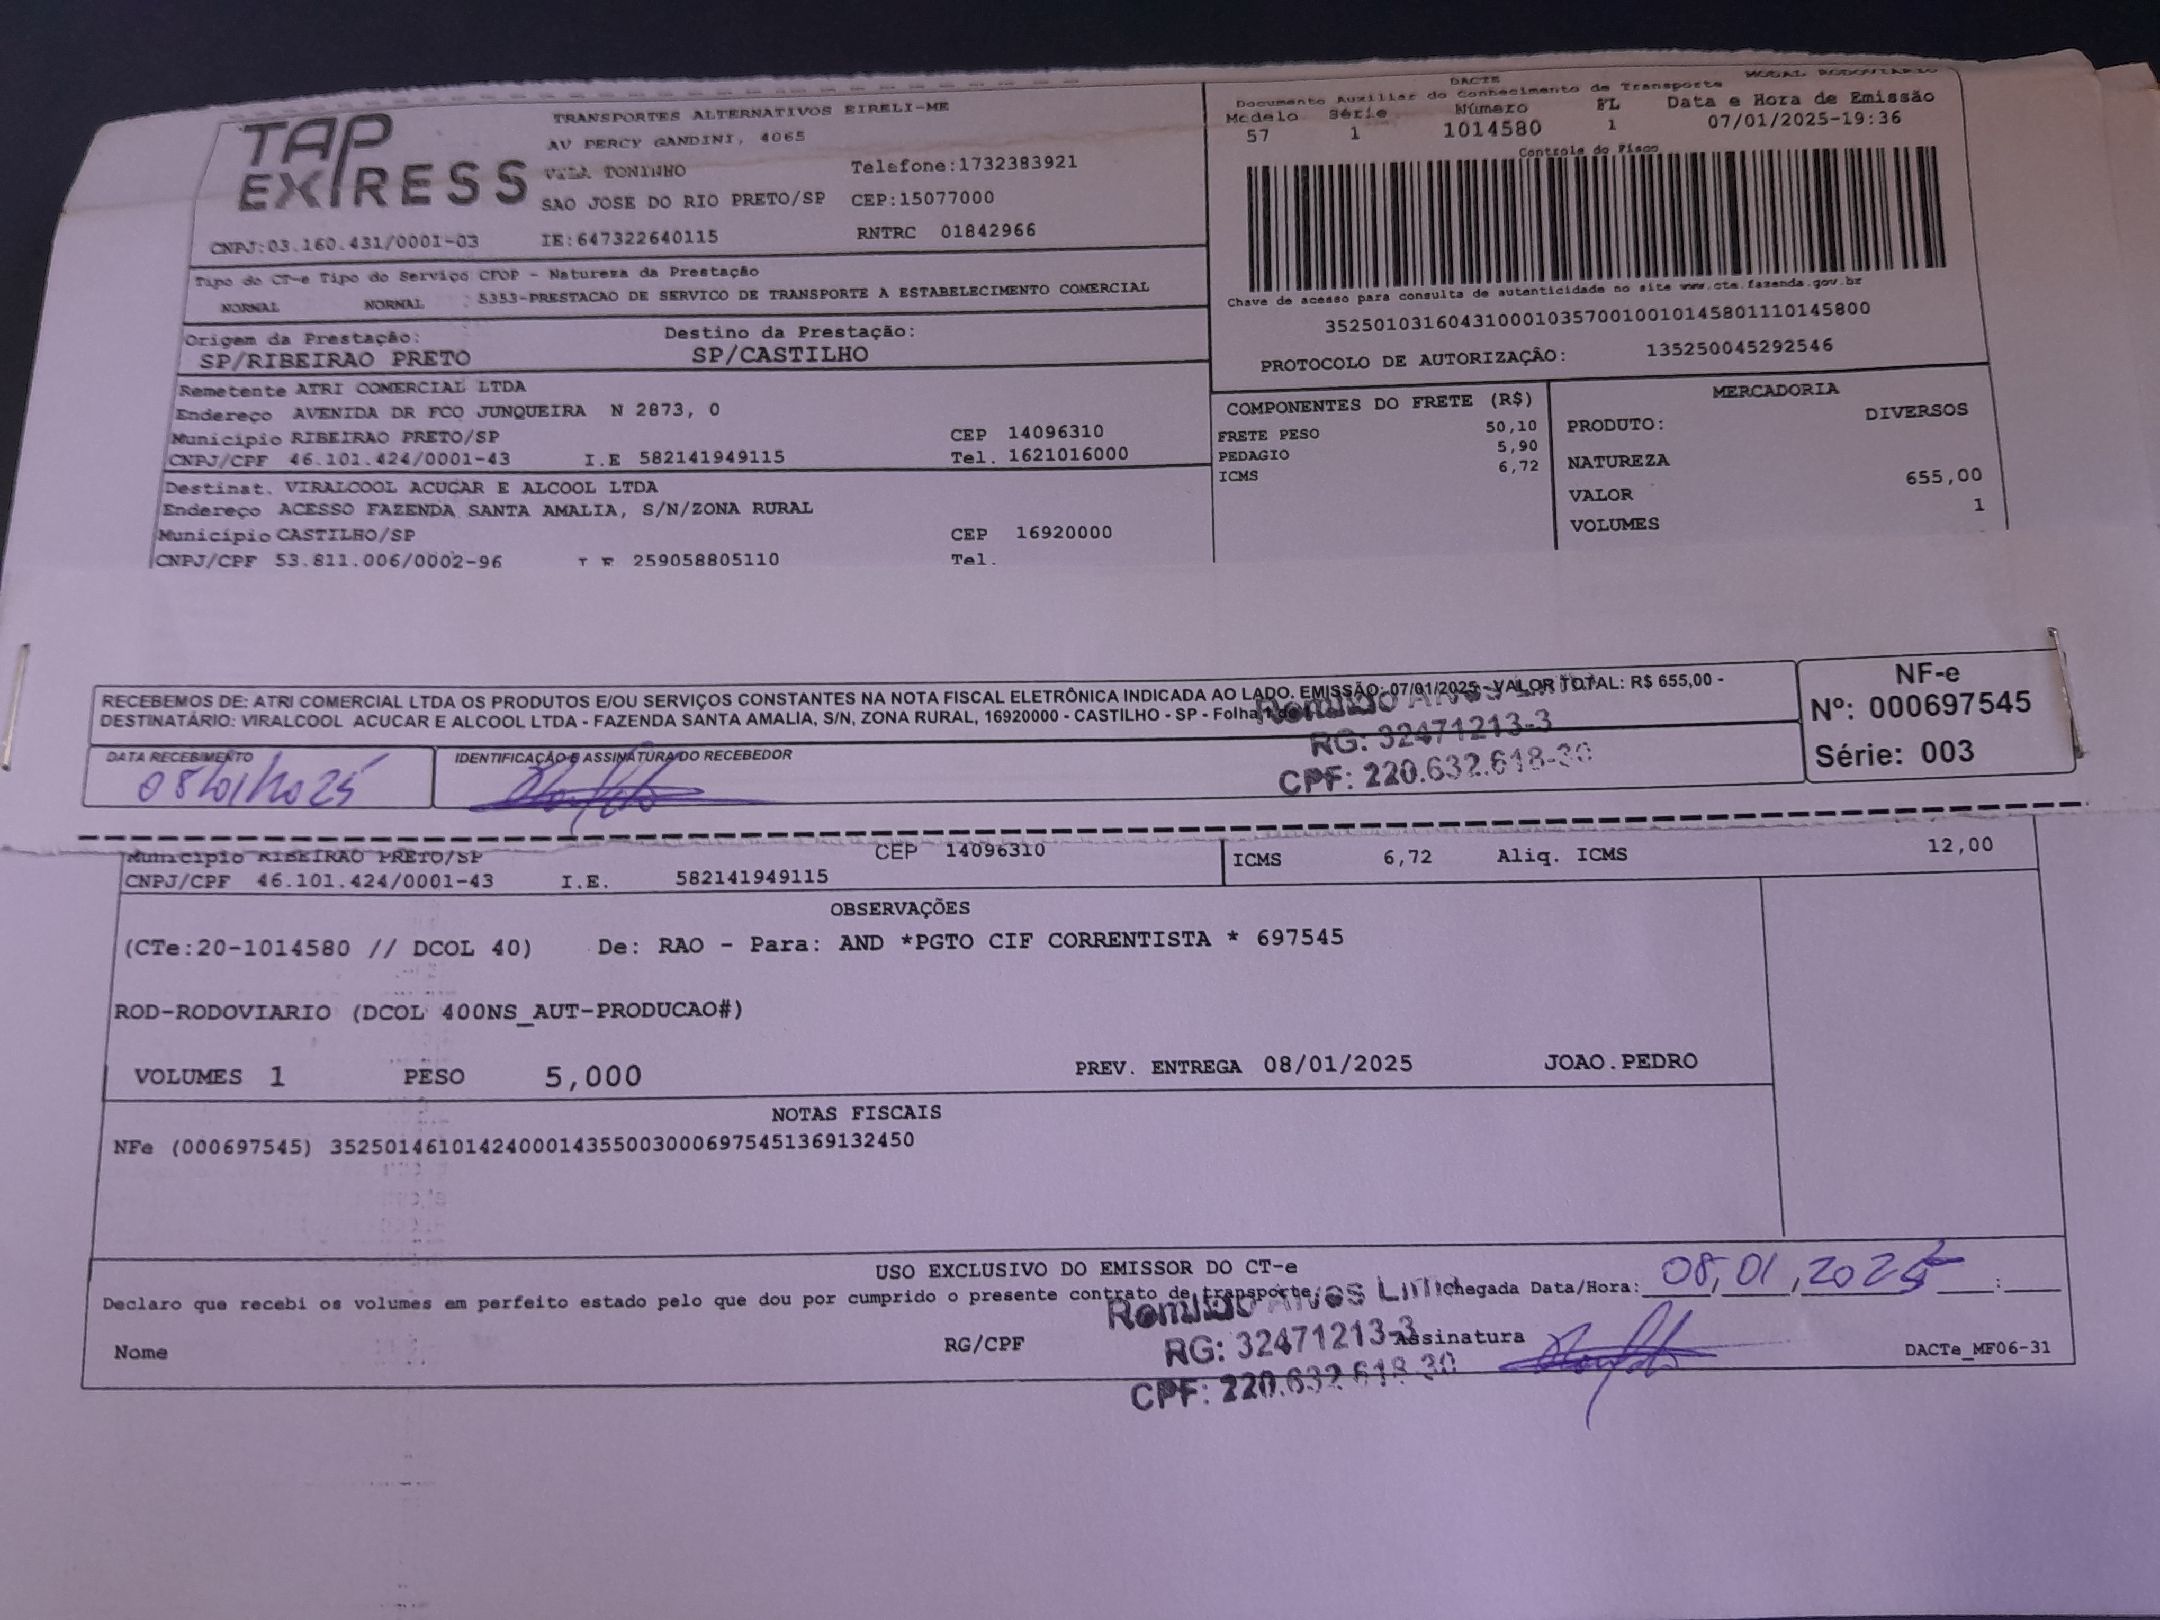 TAP
EXPRESS
TRANSPORTES ALTERNATIVOS EIRELI-ME
AV PERCY GANDINI, 4065
VILA TONINHO Telefone:1732383921
SAO JOSE DO RIO PRETO/SP CEP:15077000
CNPJ:03.160.431/0001-03 IE:647322640115 RNTRC 01842966
DACTE MODAL RODOVIARIO
Documento Auxiliar do Conhecimento de Transporte
Modelo Série Número FL Data e Hora de Emissão
57 1 1014580 1 07/01/2025-19:36
Controle do Fisco
Chave de acesso para consulta de autenticidade no site www.cte.fazenda.gov.br
35250103160431000103570010010145801110145800
PROTOCOLO DE AUTORIZAÇÃO: 135250045292546
Tipo do CT-e Tipo do Serviço CFOP - Natureza da Prestação
NORMAL NORMAL 5353-PRESTACAO DE SERVICO DE TRANSPORTE A ESTABELECIMENTO COMERCIAL
Origem da Prestação: Destino da Prestação:
SP/RIBEIRAO PRETO SP/CASTILHO
Remetente ATRI COMERCIAL LTDA
Endereço AVENIDA DR FCO JUNQUEIRA N 2873, 0
Município RIBEIRAO PRETO/SP CEP 14096310
CNPJ/CPF 46.101.424/0001-43 I.E 582141949115 Tel. 1621016000
Destinat. VIRALCOOL ACUCAR E ALCOOL LTDA
Endereço ACESSO FAZENDA SANTA AMALIA, S/N/ZONA RURAL
Município CASTILHO/SP CEP 16920000
CNPJ/CPF 53.811.006/0002-96 I E 259058805110 Tel.
COMPONENTES DO FRETE (R$)
FRETE PESO 50,10
PEDAGIO 5,90
ICMS 6,72
MERCADORIA
PRODUTO: DIVERSOS
NATUREZA
VALOR 655,00
VOLUMES 1
RECEBEMOS DE: ATRI COMERCIAL LTDA OS PRODUTOS E/OU SERVIÇOS CONSTANTES NA NOTA FISCAL ELETRÔNICA INDICADA AO LADO. EMISSÃO: 07/01/2025 - VALOR TOTAL: R$ 655,00 -
DESTINATÁRIO: VIRALCOOL ACUCAR E ALCOOL LTDA - FAZENDA SANTA AMALIA, S/N, ZONA RURAL, 16920000 - CASTILHO - SP - Folha
NF-e
Nº: 000697545
Série: 003
DATA RECEBIMENTO
08/01/2025
IDENTIFICAÇÃO E ASSINATURA DO RECEBEDOR
Alves
RG: 32471213-3
CPF: 220.632.618-30
Município RIBEIRAO PRETO/SP CEP 14096310
CNPJ/CPF 46.101.424/0001-43 I.E. 582141949115
ICMS 6,72 Aliq. ICMS 12,00
OBSERVAÇÕES
(CTe:20-1014580 // DCOL 40) De: RAO - Para: AND *PGTO CIF CORRENTISTA * 697545
ROD-RODOVIARIO (DCOL 400NS_AUT-PRODUCAO#)
VOLUMES 1 PESO 5,000 PREV. ENTREGA 08/01/2025 JOAO.PEDRO
NOTAS FISCAIS
NFe (000697545) 35250146101424000143550030006975451369132450
USO EXCLUSIVO DO EMISSOR DO CT-e
Declaro que recebi os volumes em perfeito estado pelo que dou por cumprido o presente contrato de transporte. Chegada Data/Hora: 08,01,2025 :
Alves
RG: 32471213-3
CPF: 220.632.618-30
Nome RG/CPF Assinatura DACTe_MF06-31